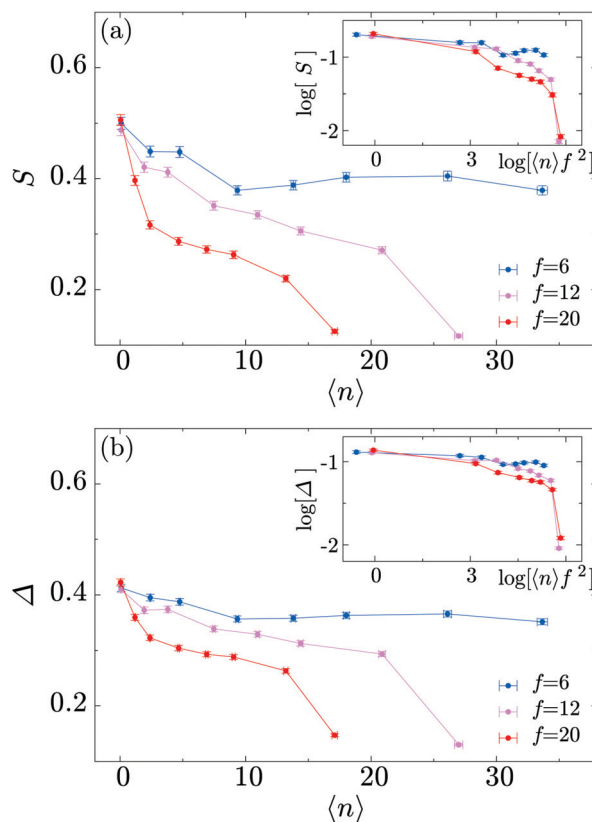 (a)
0.6
0.4
0.2
S
0 10 20 30
⟨n⟩
f=6
f=12
f=20
log[ S ]
-1
-2
0 3
log[⟨n⟩f ²]
(b)
0.6
0.4
0.2
Δ
0 10 20 30
⟨n⟩
f=6
f=12
f=20
log[Δ ]
-1
-2
0 3
log[⟨n⟩f ²]